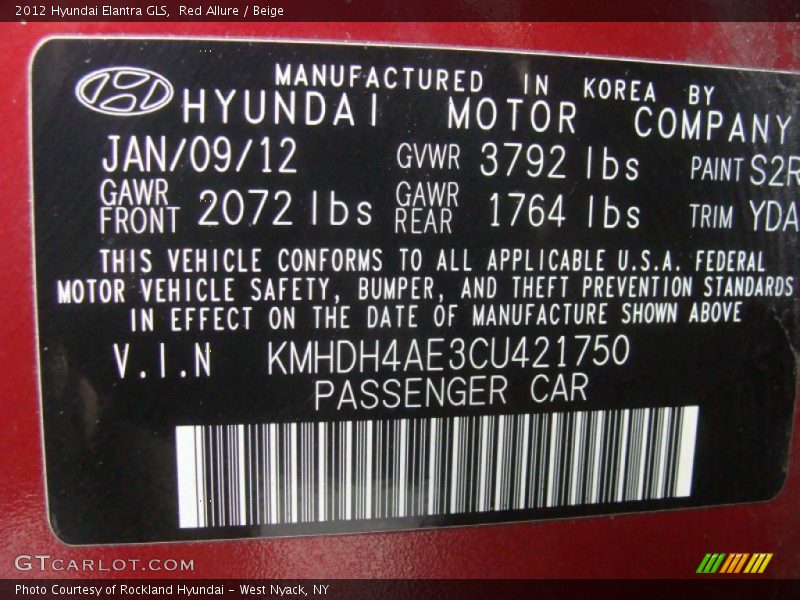 2012 Hyundai Elantra GLS, Red Allure / Beige
MANUFACTURED IN KOREA BY
HYUNDAI MOTOR COMPANY
JAN/09/12 GVWR 3792 lbs PAINT S2R
GAWR FRONT 2072 lbs GAWR REAR 1764 lbs TRIM YDA
THIS VEHICLE CONFORMS TO ALL APPLICABLE U.S.A. FEDERAL
MOTOR VEHICLE SAFETY, BUMPER, AND THEFT PREVENTION STANDARDS
IN EFFECT ON THE DATE OF MANUFACTURE SHOWN ABOVE
V.I.N KMHDH4AE3CU421750
PASSENGER CAR
GTCARLOT.COM
Photo Courtesy of Rockland Hyundai - West Nyack, NY